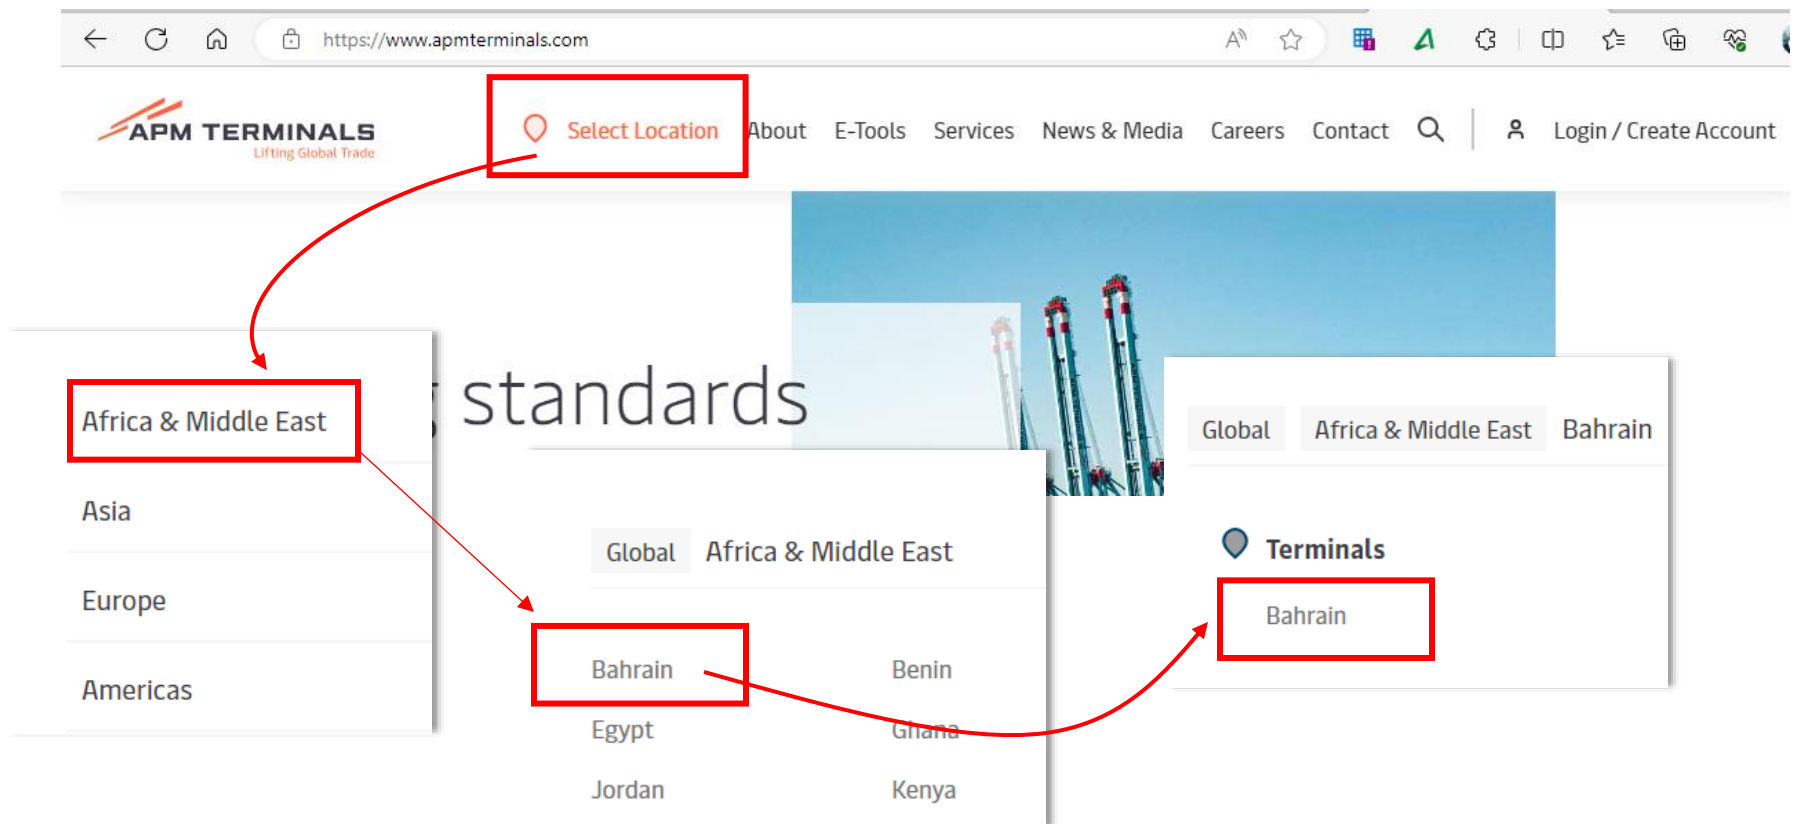 https://www.apmterminals.com
APM TERMINALS
Lifting Global Trade
Select Location
About
E-Tools
Services
News & Media
Careers
Contact
Login / Create Account
standards
Africa & Middle East
Asia
Europe
Americas
Global
Africa & Middle East
Bahrain
Benin
Egypt
Ghana
Jordan
Kenya
Global
Africa & Middle East
Bahrain
Terminals
Bahrain